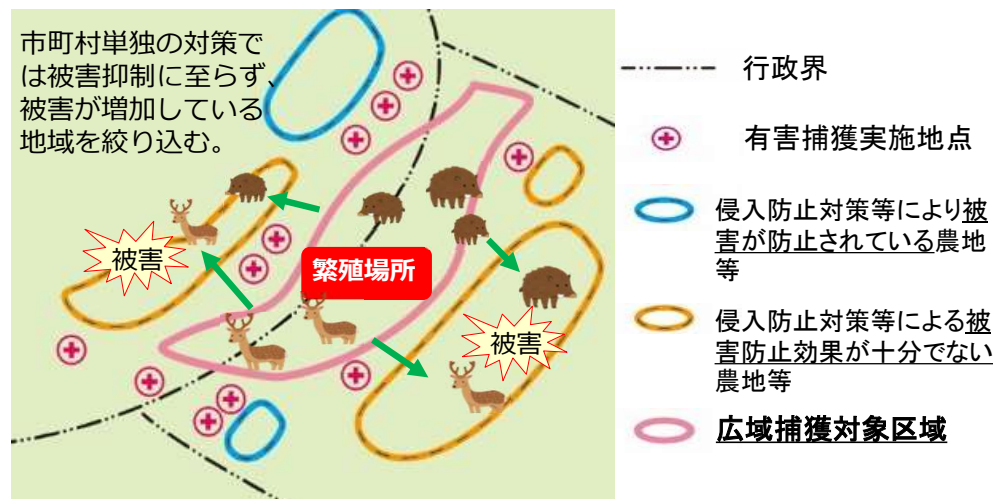 市町村単独の対策で
は被害抑制に至らず、
被害が増加している
地域を絞り込む。
被害
繁殖場所
被害
行政界
有害捕獲実施地点
侵入防止対策等により被
害が防止されている農地
等
侵入防止対策等による被
害防止効果が十分でない
農地等
広域捕獲対象区域